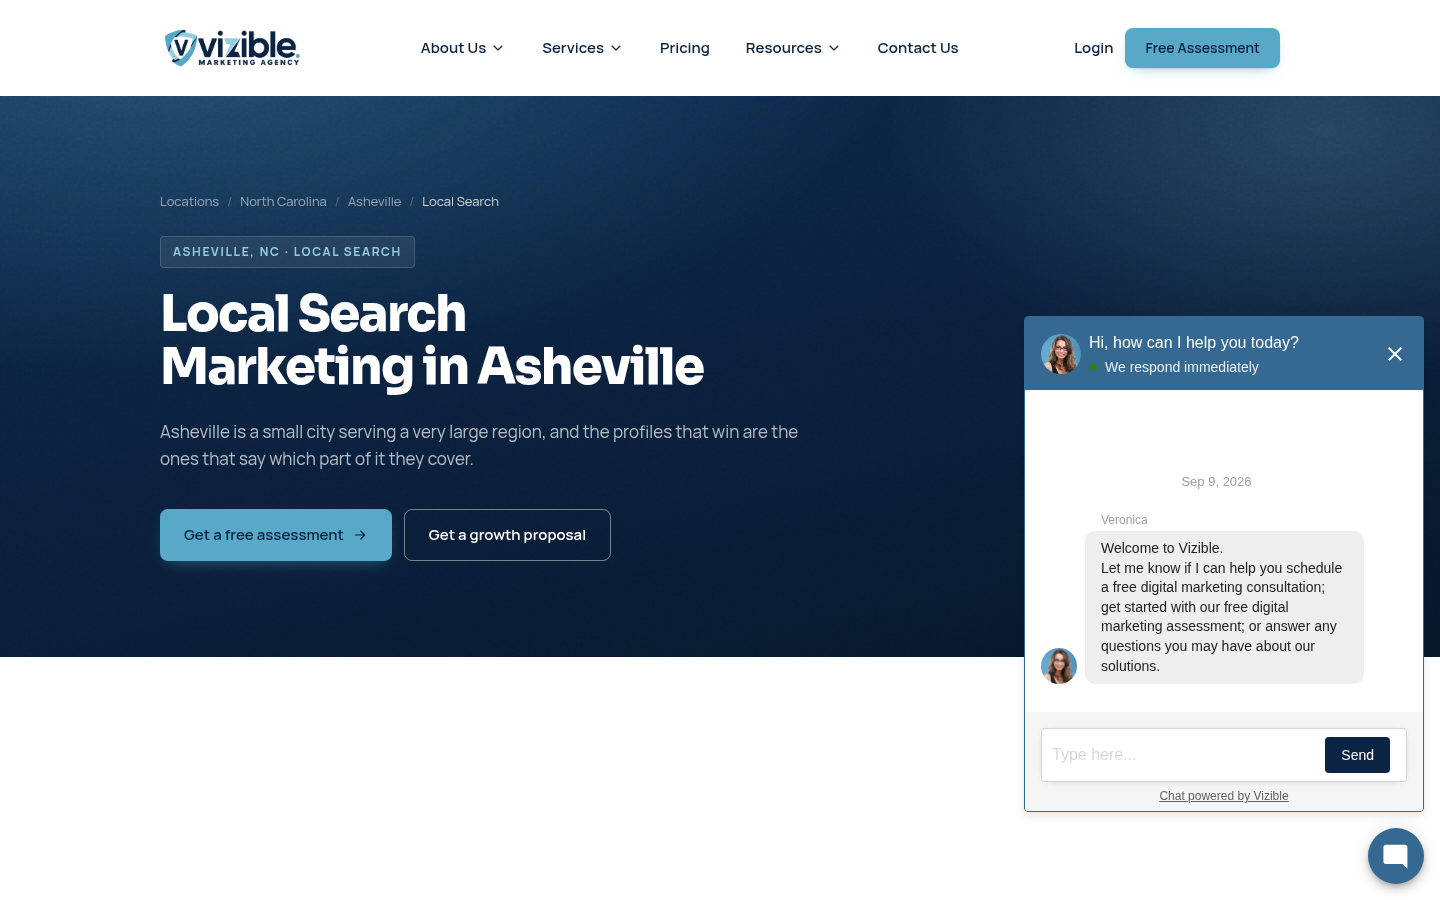 vizible
MARKETING AGENCY
About Us
Services
Pricing
Resources
Contact Us
Login
Free Assessment
Locations / North Carolina / Asheville / Local Search
ASHEVILLE, NC · LOCAL SEARCH
Local Search
Marketing in Asheville
Asheville is a small city serving a very large region, and the profiles that win are the
ones that say which part of it they cover.
Get a free assessment →
Get a growth proposal
Hi, how can I help you today?
We respond immediately
Sep 9, 2026
Veronica
Welcome to Vizible.
Let me know if I can help you schedule
a free digital marketing consultation;
get started with our free digital
marketing assessment; or answer any
questions you may have about our
solutions.
Type here...
Send
Chat powered by Vizible